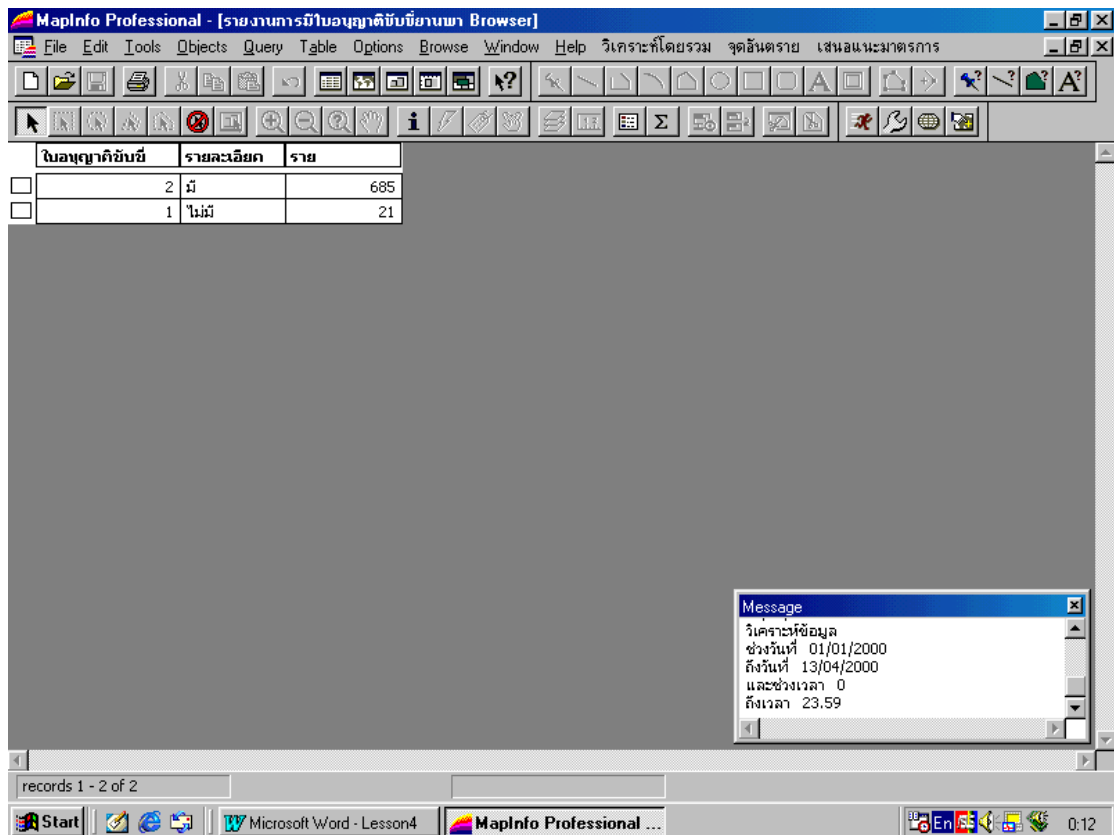 MapInfo Professional - [รายงานการมีใบอนุญาติขับขี่ยานพา Browser]
File Edit Tools Objects Query Table Options Browse Window Help วิเคราะห์โดยรวม จุดอันตราย เสนอแนะมาตรการ
ใบอนุญาติขับขี่ รายละเอียด ราย
2 มี 685
1 ไม่มี 21
Message
วิเคราะห์ข้อมูล
ช่วงวันที่ 01/01/2000
ถึงวันที่ 13/04/2000
และช่วงเวลา 0
ถึงเวลา 23.59
records 1 - 2 of 2
Start Microsoft Word - Lesson4 MapInfo Professional ... En 0:12